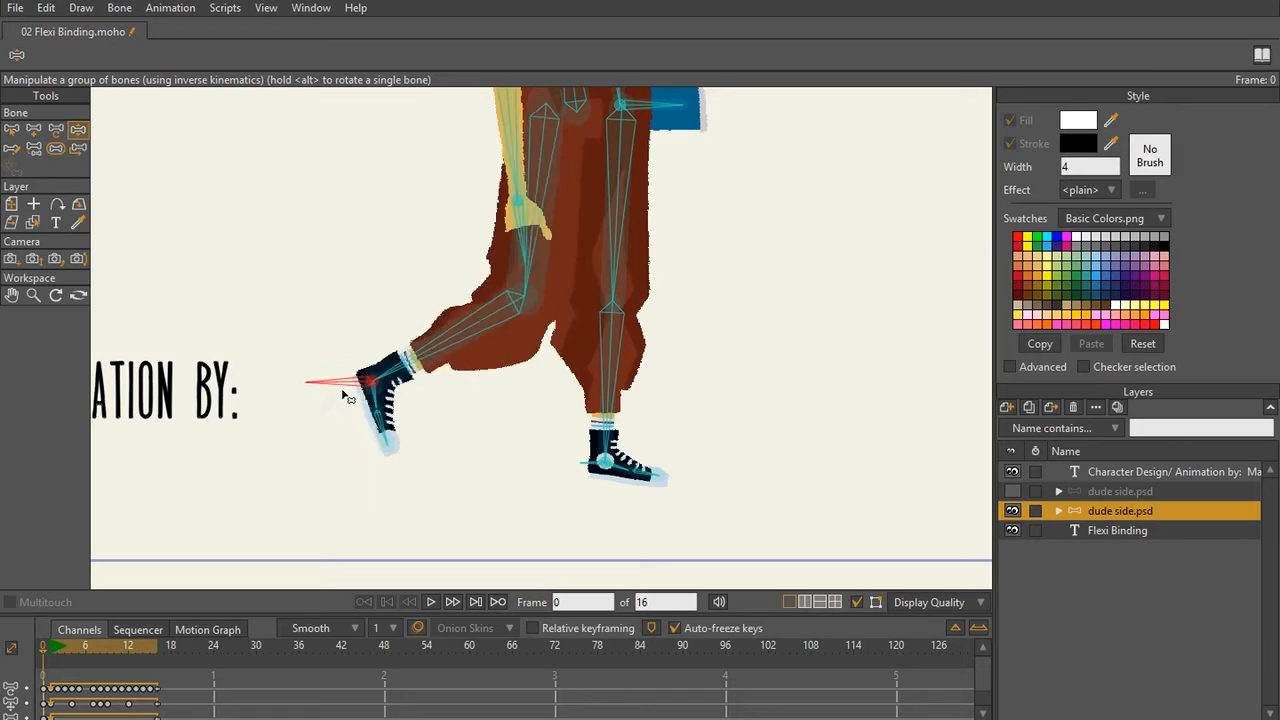 File Edit Draw Bone Animation Scripts View Window Help
02 Flexi Binding.moho
Manipulate a group of bones (using inverse kinematics) (hold <alt> to rotate a single bone) Frame: 0
Tools
Bone
Layer
Camera
Workspace
ATION BY:
Style
Fill
Stroke
Width 4
No Brush
Effect <plain> ...
Swatches Basic Colors.png
Copy Paste Reset
Advanced Checker selection
Layers
Name contains...
Name
T Character Design/ Animation by: Ma
dude side.psd
dude side.psd
T Flexi Binding
Multitouch Frame 0 of 16 Display Quality
Channels Sequencer Motion Graph Smooth 1 Onion Skins Relative keyframing Auto-freeze keys
0 6 12 18 24 30 36 42 48 54 60 66 72 78 84 90 96 102 108 114 120 126
0 1 2 3 4 5